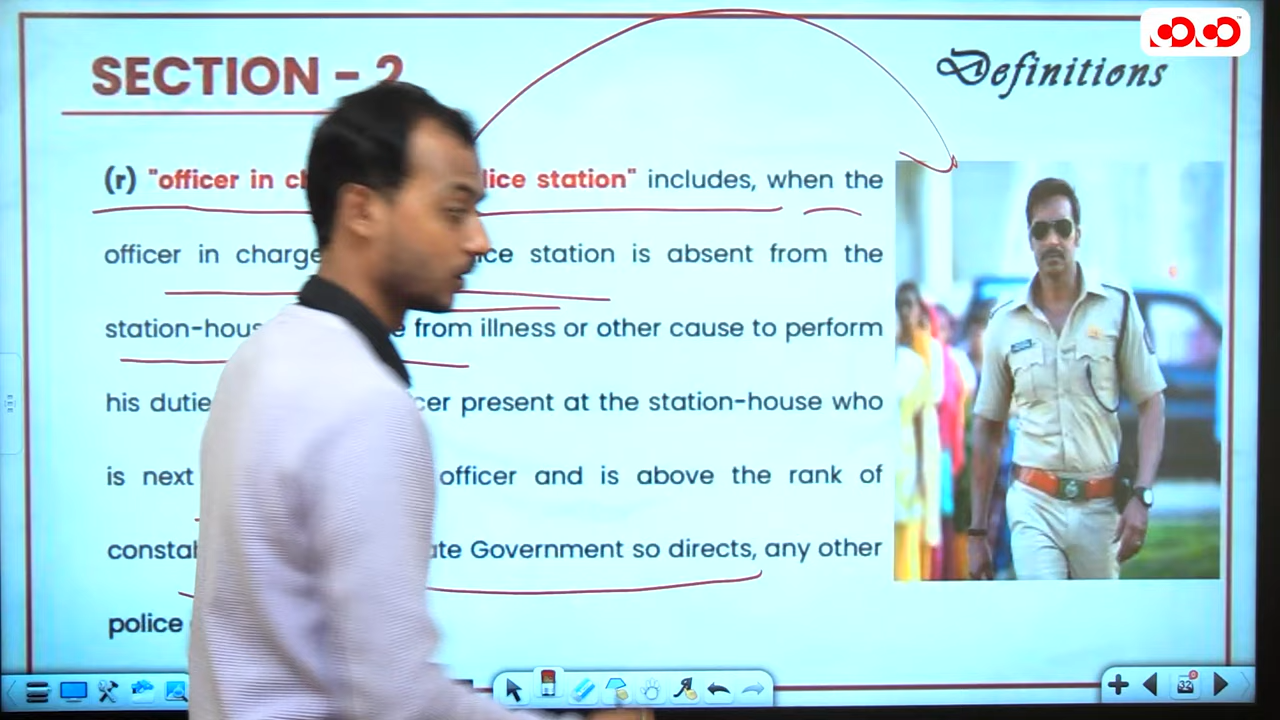 SECTION - 2
Definitions
(r) "officer in ch lice station" includes, when the
officer in charge ice station is absent from the
station-hous e from illness or other cause to perform
his dutie cer present at the station-house who
is next officer and is above the rank of
constab ate Government so directs, any other
police
32